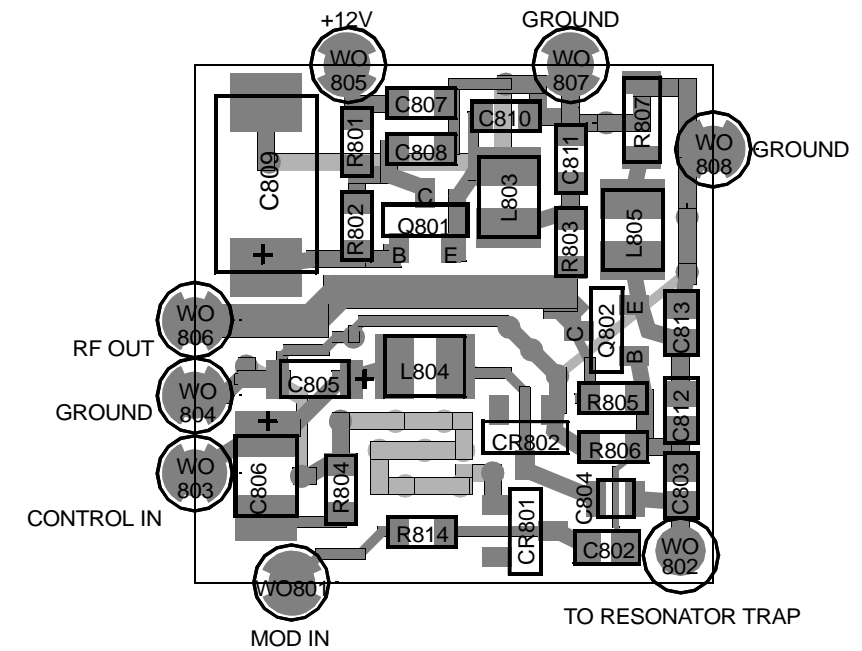 +12V
GROUND
WO
805
WO
807
C807
C810
R807
R801
C811
WO
808
GROUND
C808
C809
L803
C
R802
Q801
R803
L805
B
E
+
WO
806
C
Q802
E
B
C813
RF OUT
C805
+
L804
WO
804
R805
GROUND
C812
+
CR802
R806
WO
803
C806
R804
C804
C803
CONTROL IN
R814
CR801
C802
WO
802
WO801
TO RESONATOR TRAP
MOD IN